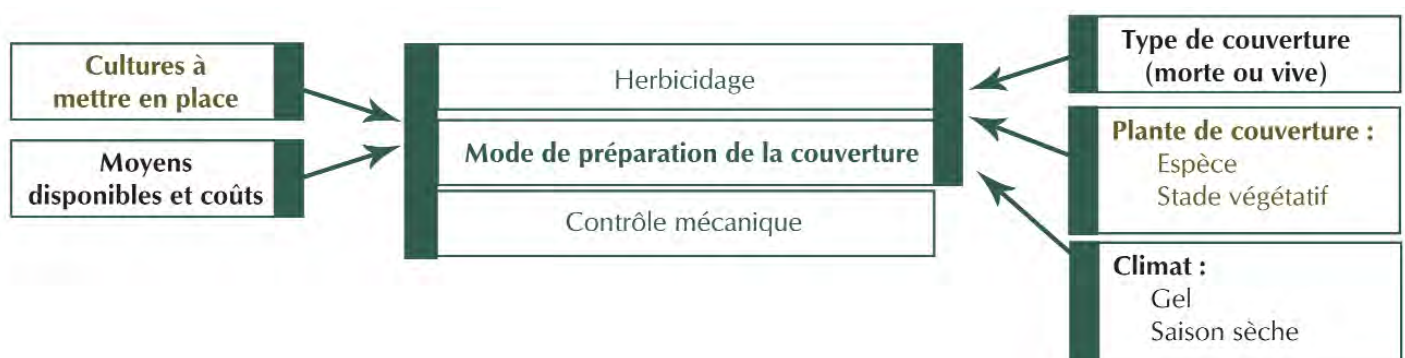 Cultures à
mettre en place
Moyens
disponibles et coûts
Herbicidage
Mode de préparation de la couverture
Contrôle mécanique
Type de couverture
(morte ou vive)
Plante de couverture :
Espèce
Stade végétatif
Climat :
Gel
Saison sèche